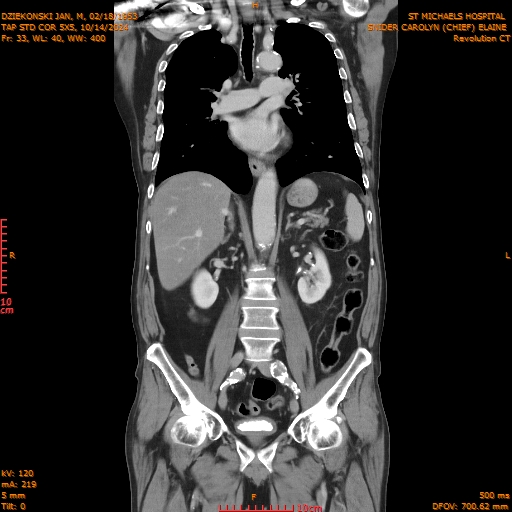 DZIEKONSKI JAN, M, 02/18/1953
TAP STD COR 5X5, 10/14/2024
Fr: 33, WL: 40, WW: 400
H
ST MICHAELS HOSPITAL
SNIDER CAROLYN (CHIEF) ELAINE
Revolution CT
R
L
10
cm
kV: 120
mA: 219
5 mm
Tilt: 0
F
10cm
500 ms
DFOV: 700.62 mm